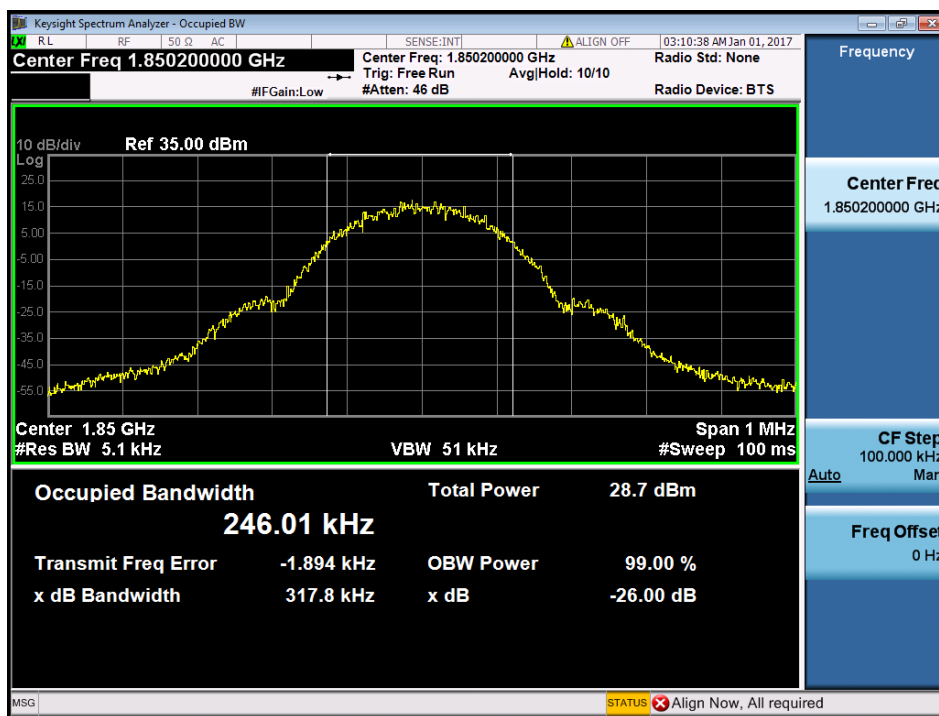 Keysight Spectrum Analyzer - Occupied BW
LXI RL RF 50 Ω AC SENSE:INT ALIGN OFF 03:10:38 AM Jan 01, 2017
Center Freq 1.850200000 GHz
Center Freq: 1.850200000 GHz
Radio Std: None
Trig: Free Run Avg|Hold: 10/10
#IFGain:Low
#Atten: 46 dB
Radio Device: BTS
10 dB/div Ref 35.00 dBm
Log
25.0
15.0
5.00
-5.00
-15.0
-25.0
-35.0
-45.0
-55.0
Center 1.85 GHz Span 1 MHz
#Res BW 5.1 kHz VBW 51 kHz #Sweep 100 ms
Occupied Bandwidth Total Power 28.7 dBm
246.01 kHz
Transmit Freq Error -1.894 kHz OBW Power 99.00 %
x dB Bandwidth 317.8 kHz x dB -26.00 dB
Frequency
Center Freq
1.850200000 GHz
CF Step
100.000 kHz
Auto Man
Freq Offset
0 Hz
MSG STATUS Align Now, All required